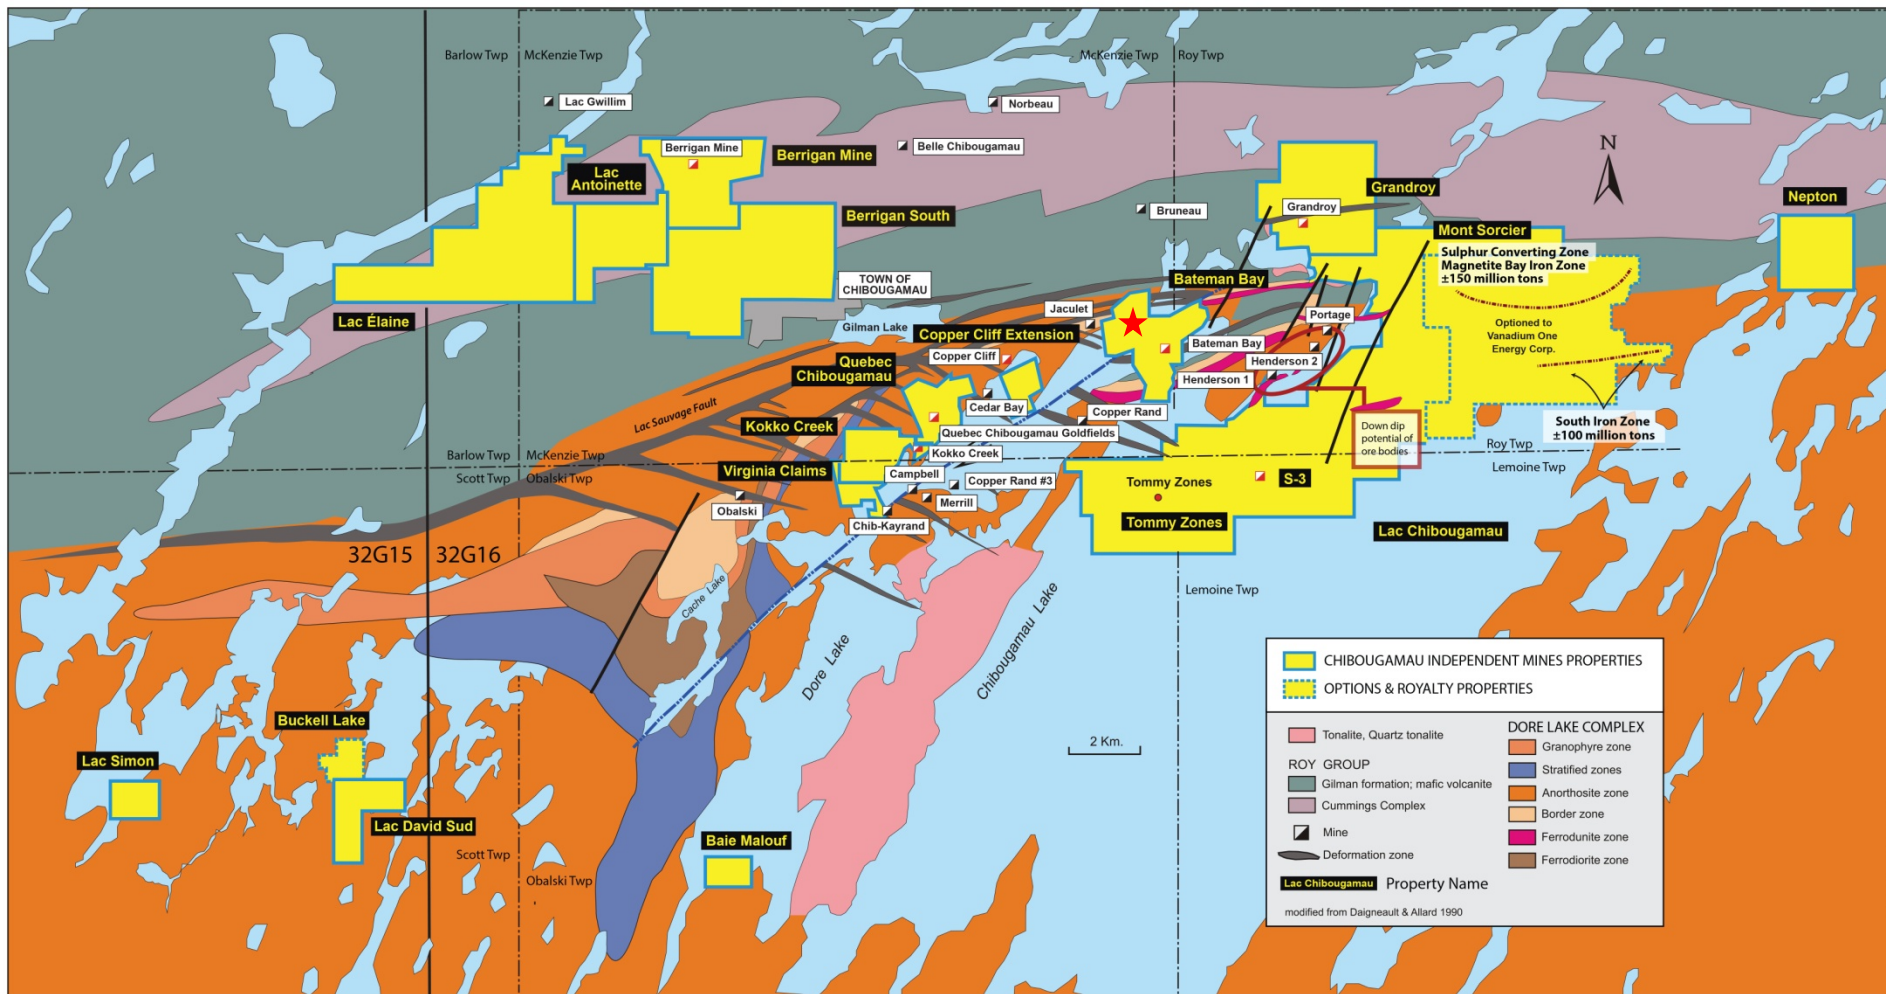 Barlow Twp
McKenzie Twp
McKenzie Twp
Roy Twp
Lac Gwillim
Norbeau
Belle Chibougamau
Berrigan Mine
Berrigan Mine
Lac
Antoinette
Berrigan South
Bruneau
Grandroy
Grandroy
N
Nepton
Mont Sorcier
Sulphur Converting Zone
Magnetite Bay Iron Zone
±150 million tons
Optioned to
Vanadium One
Energy Corp.
South Iron Zone
±100 million tons
TOWN OF
CHIBOUGAMAU
Lac Élaine
Gilman Lake
Bateman Bay
Jaculet
Portage
Copper Cliff Extension
Copper Cliff
Bateman Bay
Henderson 2
Henderson 1
Quebec
Chibougamau
Cedar Bay
Copper Rand
Lac Sauvage Fault
Kokko Creek
Quebec Chibougamau Goldfields
Down dip
potential of
ore bodies
Barlow Twp
McKenzie Twp
Roy Twp
Lemoine Twp
Scott Twp
Obalski Twp
Virginia Claims
Kokko Creek
Campbell
Copper Rand #3
Merrill
Obalski
Chib-Kayrand
Tommy Zones
Tommy Zones
S-3
Lac Chibougamau
32G15
32G16
Cache Lake
Dore Lake
Chibougamau Lake
Lemoine Twp
Buckell Lake
Lac Simon
Lac David Sud
Baie Malouf
Scott Twp
Obalski Twp
2 Km.
CHIBOUGAMAU INDEPENDENT MINES PROPERTIES
OPTIONS & ROYALTY PROPERTIES
Tonalite, Quartz tonalite
ROY GROUP
Gilman formation; mafic volcanite
Cummings Complex
Mine
Deformation zone
Lac Chibougamau
Property Name
modified from Daigneault & Allard 1990
DORE LAKE COMPLEX
Granophyre zone
Stratified zones
Anorthosite zone
Border zone
Ferrodunite zone
Ferrodiorite zone